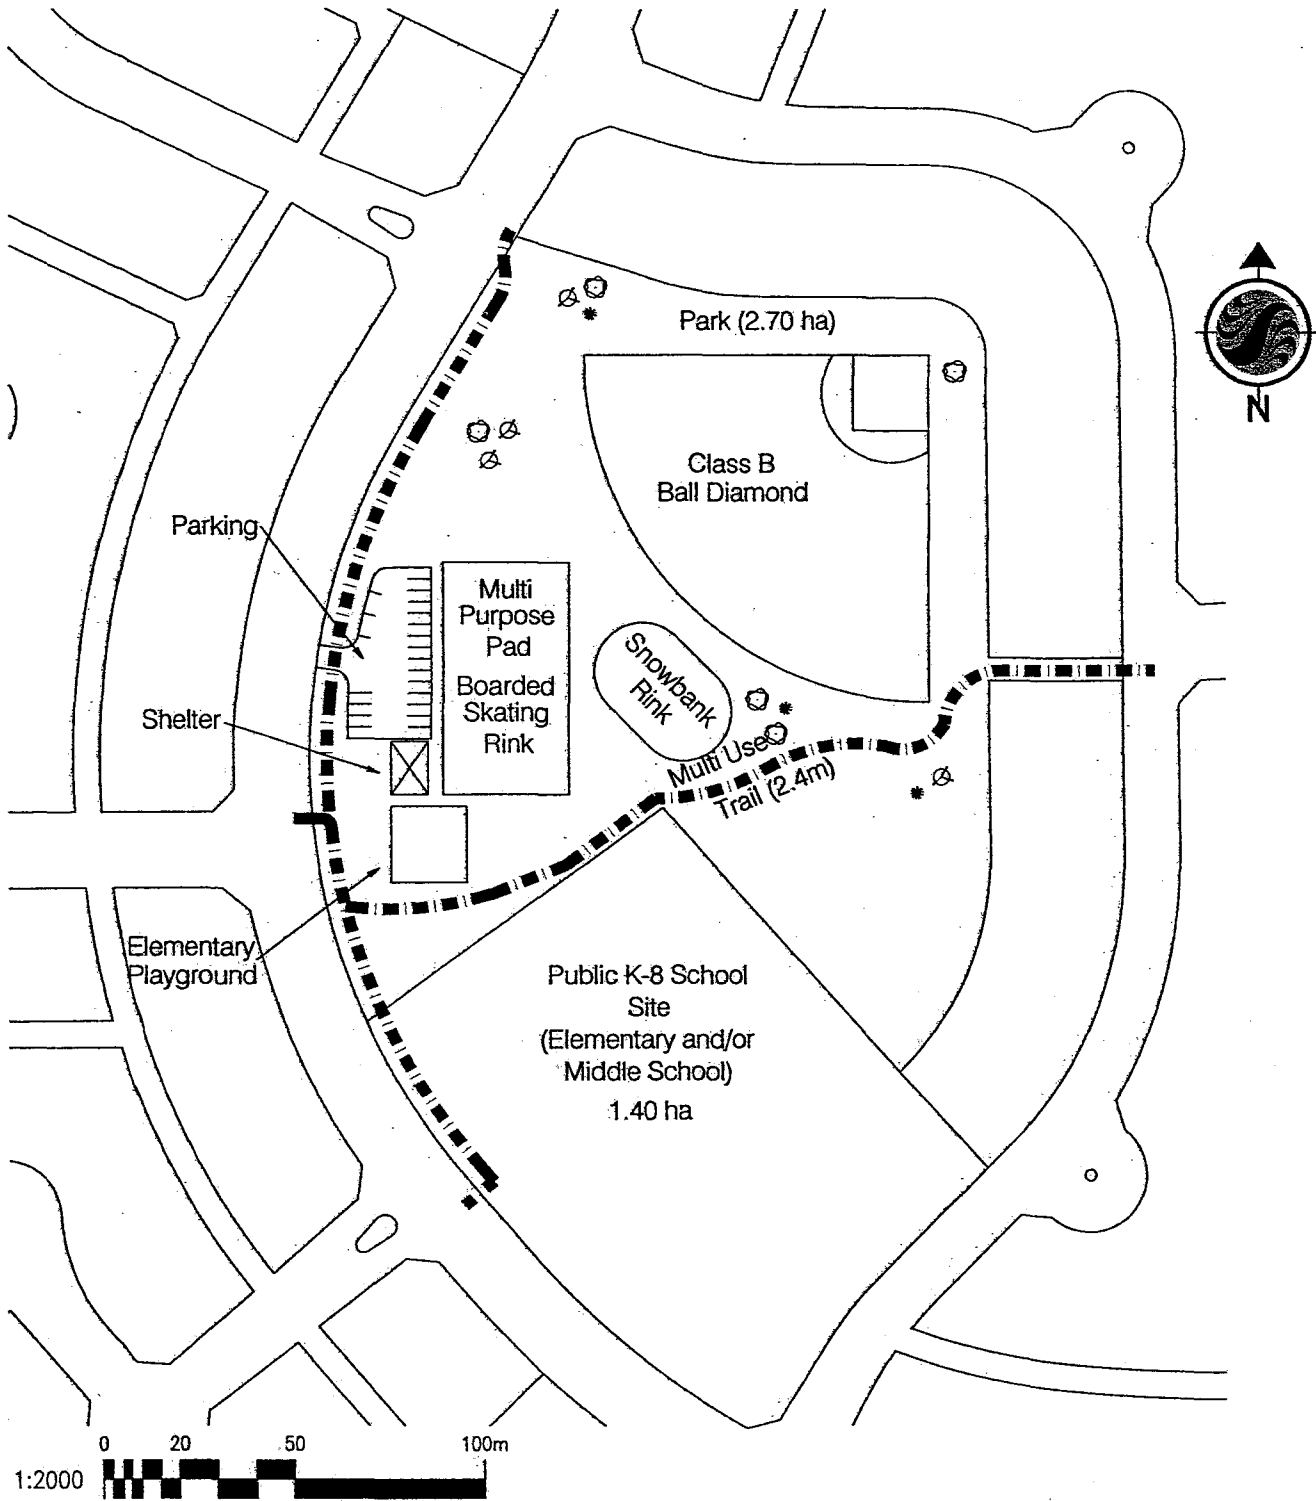 Park (2.70 ha)
N
Class B
Ball Diamond
Parking
Multi
Purpose
Pad
Boarded
Skating
Rink
Snowbank
Rink
Shelter
Multi Use
Trail (2.4m)
Elementary
Playground
Public K-8 School
Site
(Elementary and/or
Middle School)
1.40 ha
0 20 50 100m
1:2000